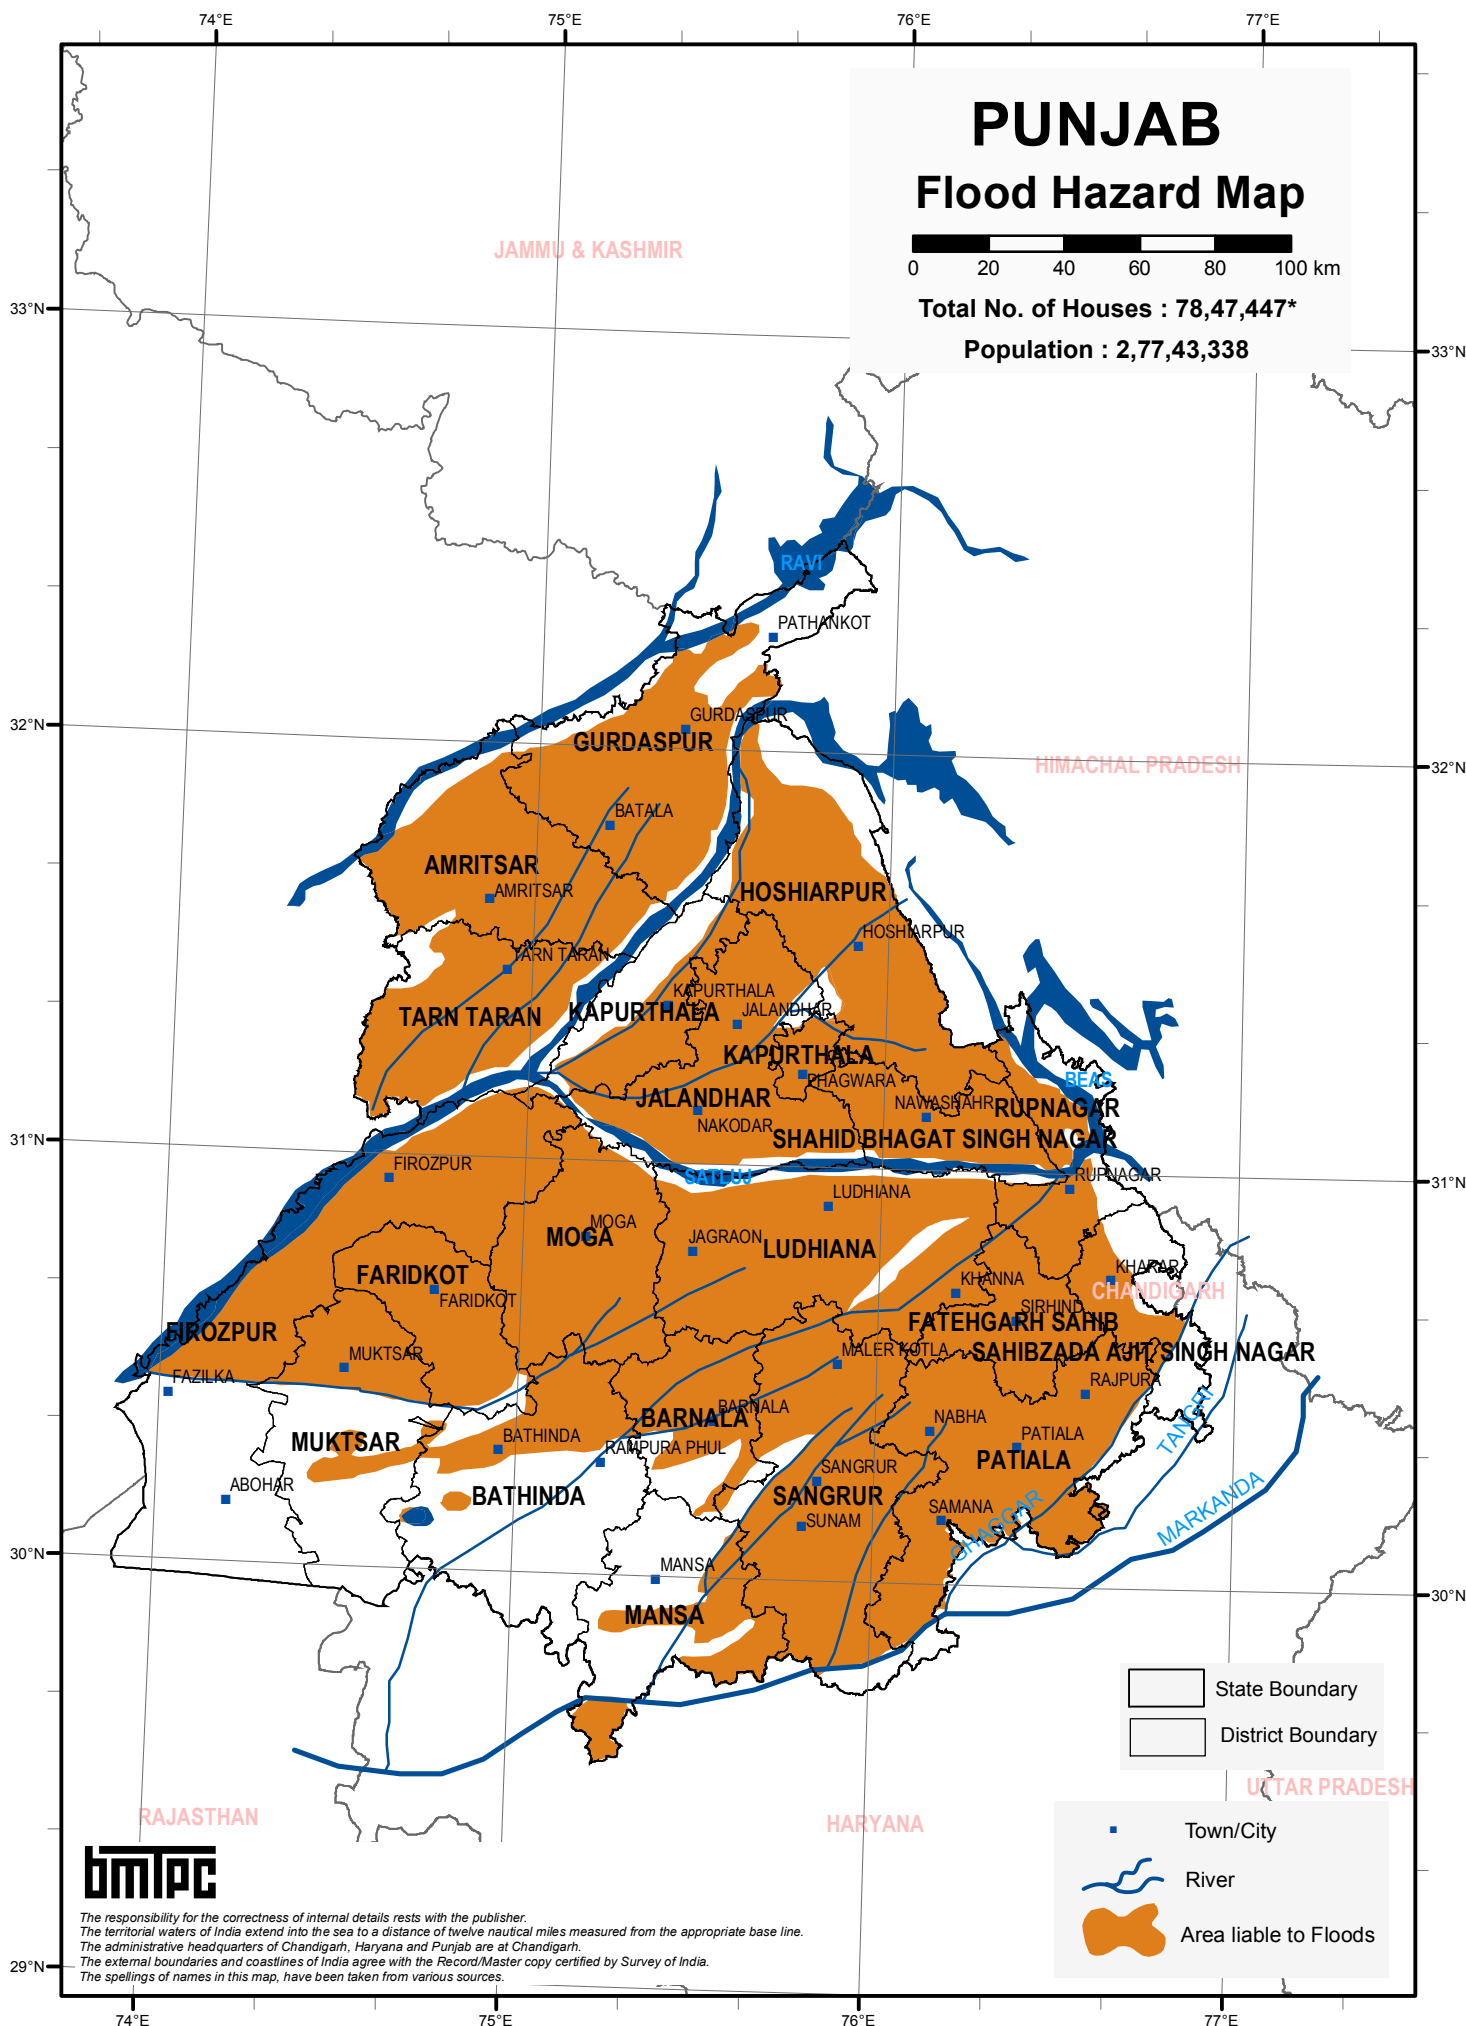 74°E
75°E
76°E
77°E
PUNJAB
Flood Hazard Map
0 20 40 60 80 100 km
Total No. of Houses : 78,47,447*
Population : 2,77,43,338
JAMMU & KASHMIR
33°N
33°N
RAVI
PATHANKOT
GURDASPUR
32°N
GURDASPUR
HIMACHAL PRADESH
32°N
BATALA
AMRITSAR
AMRITSAR
HOSHIARPUR
HOSHIARPUR
TARN TARAN
KAPURTHALA
TARN TARAN
KAPURTHALA
JALANDHAR
KAPURTHALA
PHAGWARA
BEAS
JALANDHAR
NAWASHAHR
RUPNAGAR
NAKODAR
31°N
SHAHID BHAGAT SINGH NAGAR
FIROZPUR
SATLUJ
RUPNAGAR
31°N
LUDHIANA
MOGA
MOGA
JAGRAON
LUDHIANA
FARIDKOT
KHARAR
FARIDKOT
KHANNA
CHANDIGARH
SIRHIND
FIROZPUR
FATEHGARH SAHIB
MUKTSAR
MALER KOTLA
SAHIBZADA AJIT SINGH NAGAR
FAZILKA
RAJPURA
BARNALA
BARNALA
NABHA
TANGRI
MUKTSAR
BATHINDA
RAMPURA PHUL
PATIALA
PATIALA
SANGRUR
ABOHAR
BATHINDA
SANGRUR
SAMANA
SUNAM
GHAGGAR
MARKANDA
30°N
MANSA
30°N
MANSA
State Boundary
District Boundary
UTTAR PRADESH
RAJASTHAN
HARYANA
Town/City
River
Area liable to Floods
bmTPC
The responsibility for the correctness of internal details rests with the publisher.
The territorial waters of India extend into the sea to a distance of twelve nautical miles measured from the appropriate base line.
The administrative headquarters of Chandigarh, Haryana and Punjab are at Chandigarh.
The external boundaries and coastlines of India agree with the Record/Master copy certified by Survey of India.
The spellings of names in this map, have been taken from various sources.
29°N
74°E
75°E
76°E
77°E